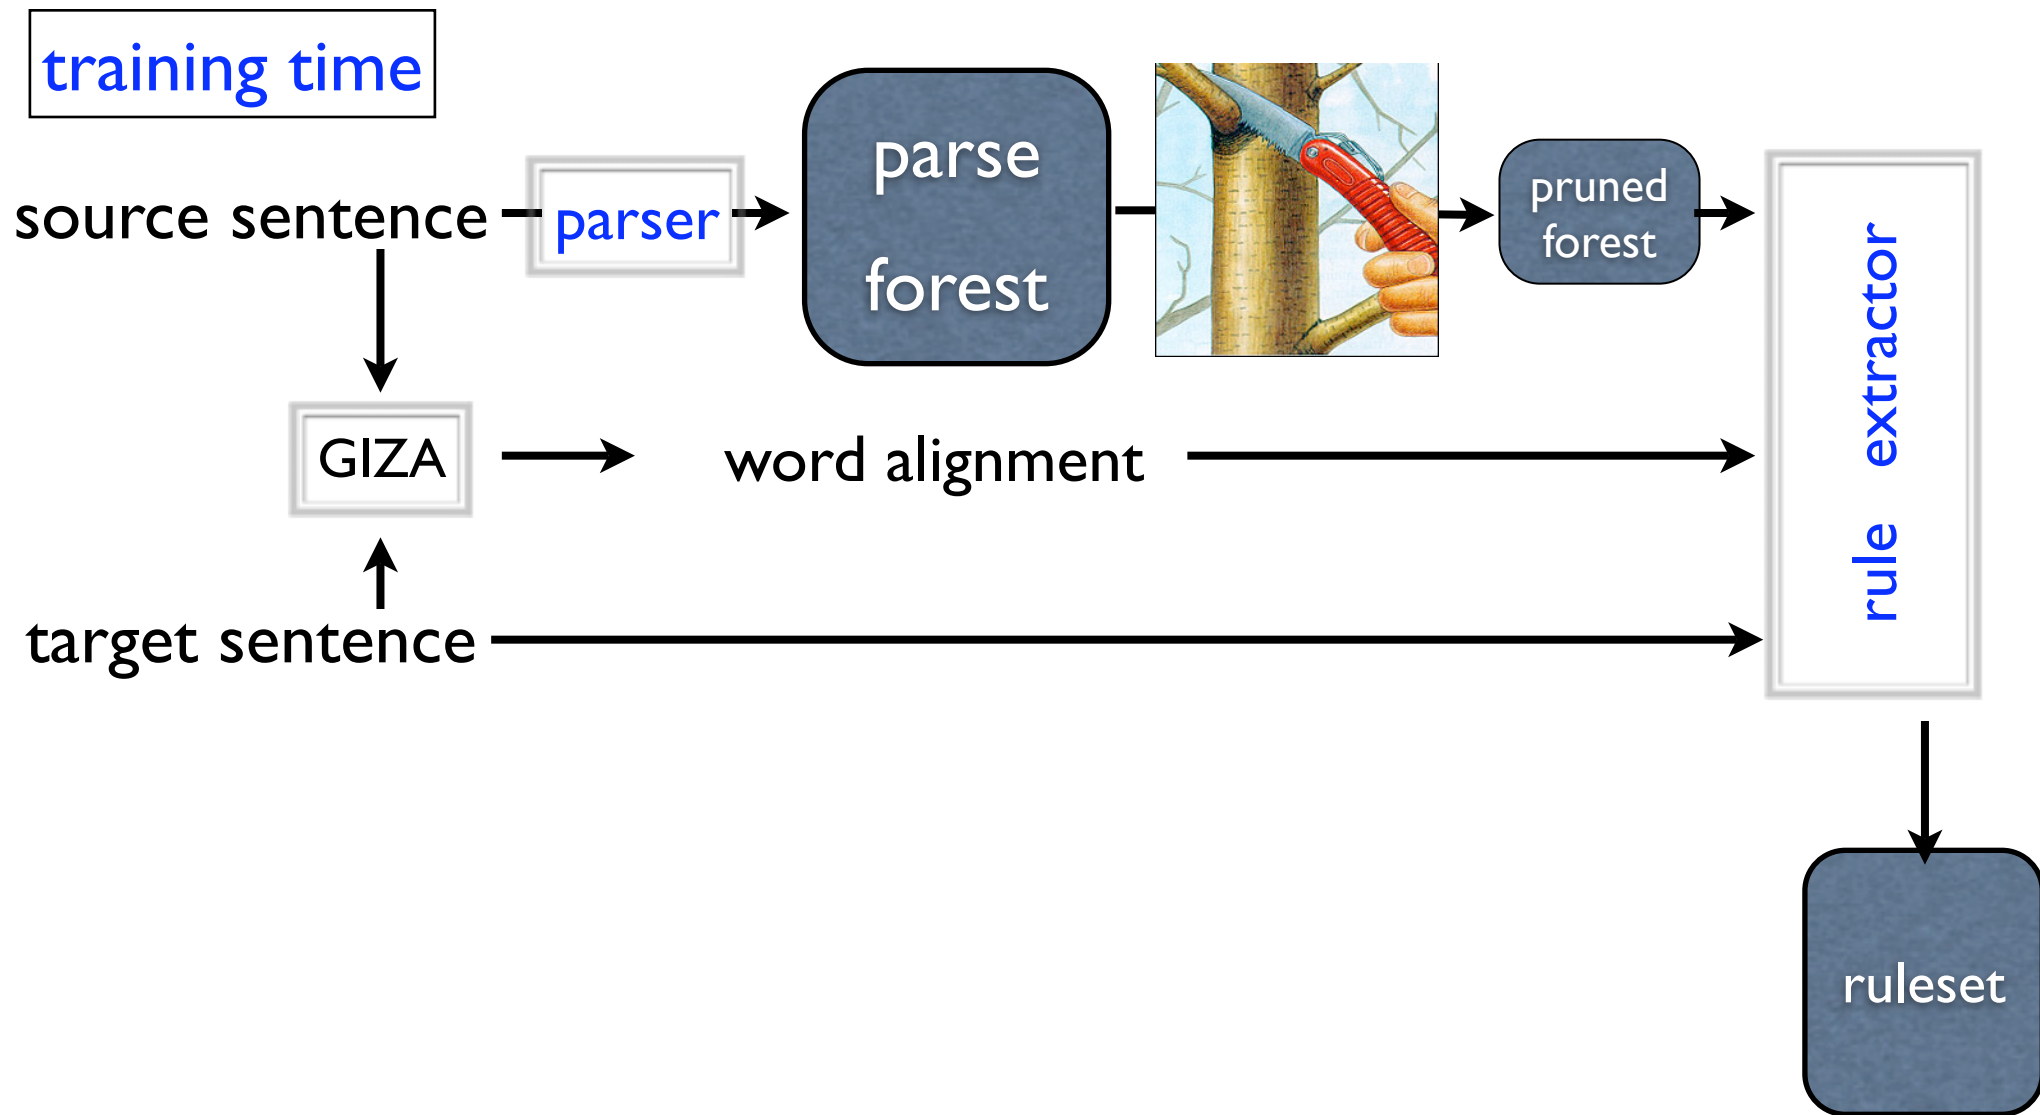 training time
source sentence
parser
parse
forest
pruned
forest
rule extractor
GIZA
word alignment
target sentence
ruleset